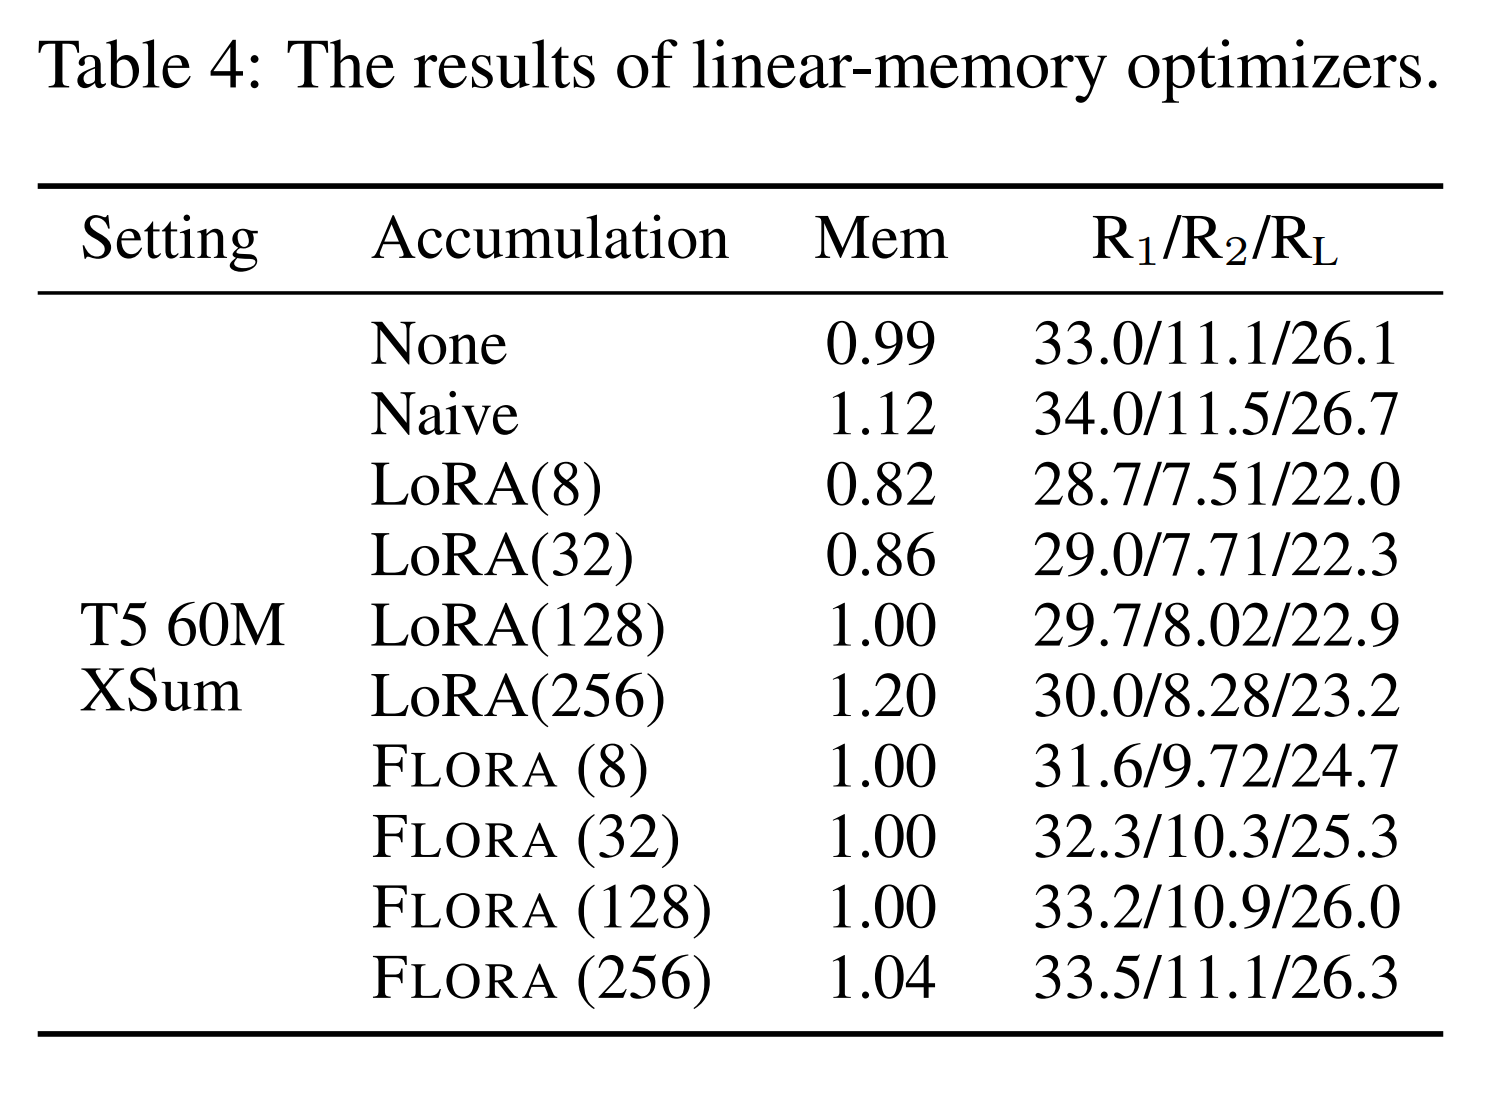 Table 4: The results of linear-memory optimizers.
Setting Accumulation Mem R1/R2/RL
None 0.99 33.0/11.1/26.1
Naive 1.12 34.0/11.5/26.7
LoRA(8) 0.82 28.7/7.51/22.0
LoRA(32) 0.86 29.0/7.71/22.3
T5 60M LoRA(128) 1.00 29.7/8.02/22.9
XSum LoRA(256) 1.20 30.0/8.28/23.2
FLORA (8) 1.00 31.6/9.72/24.7
FLORA (32) 1.00 32.3/10.3/25.3
FLORA (128) 1.00 33.2/10.9/26.0
FLORA (256) 1.04 33.5/11.1/26.3